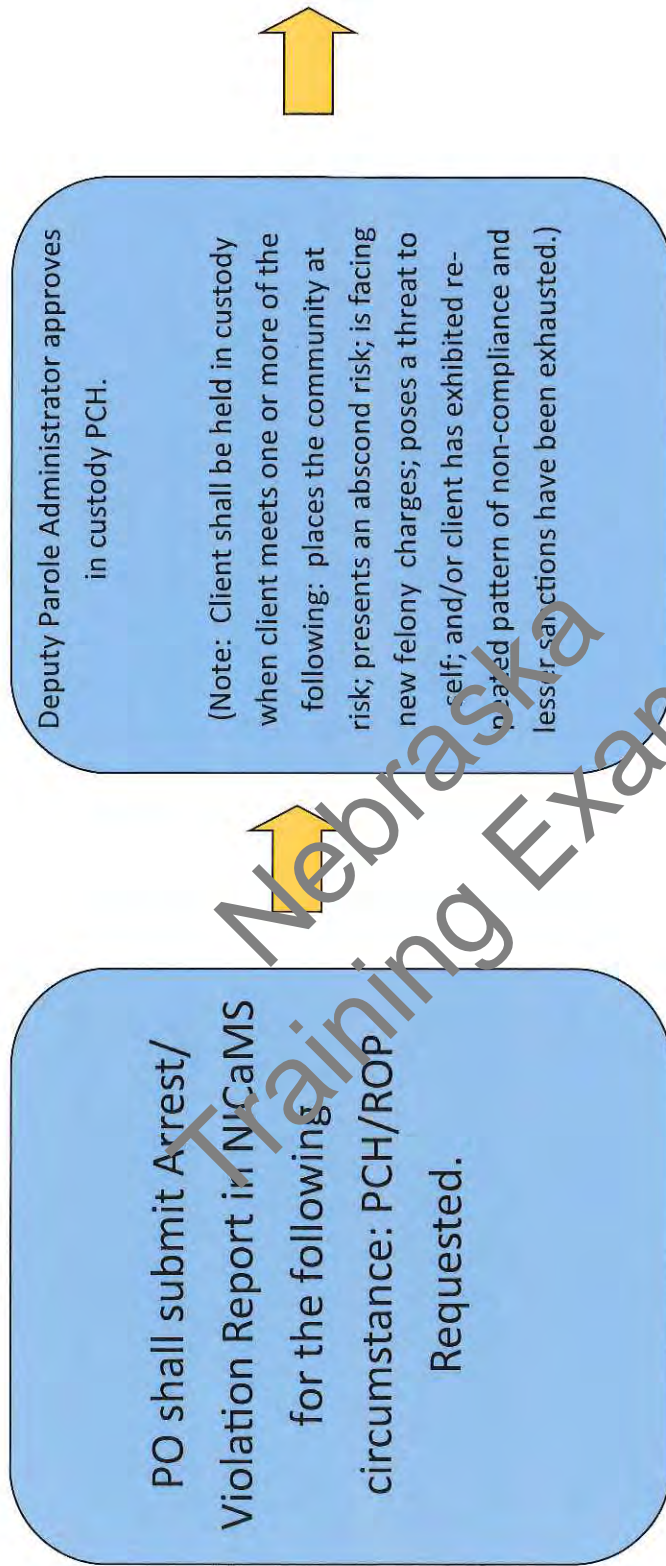 PO shall submit Arrest/
Violation Report in NICaMS
for the following
circumstance: PCH/ROP
Requested.
Deputy Parole Administrator approves
in custody PCH.
(Note: Client shall be held in custody
when client meets one or more of the
following: places the community at
risk; presents an abscond risk; is facing
new felony charges; poses a threat to
self; and/or client has exhibited re-
peated pattern of non-compliance and
lesser sanctions have been exhausted.)
Nebraska
Training Exam